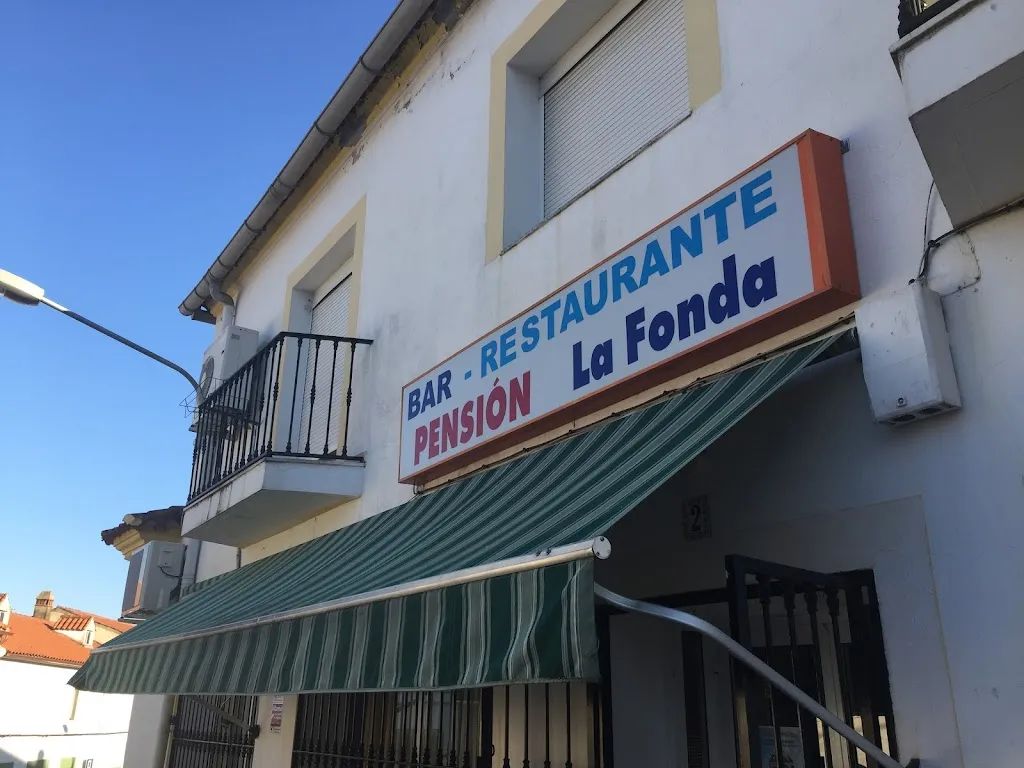 BAR - RESTAURANTE
PENSIÓN La Fonda
2